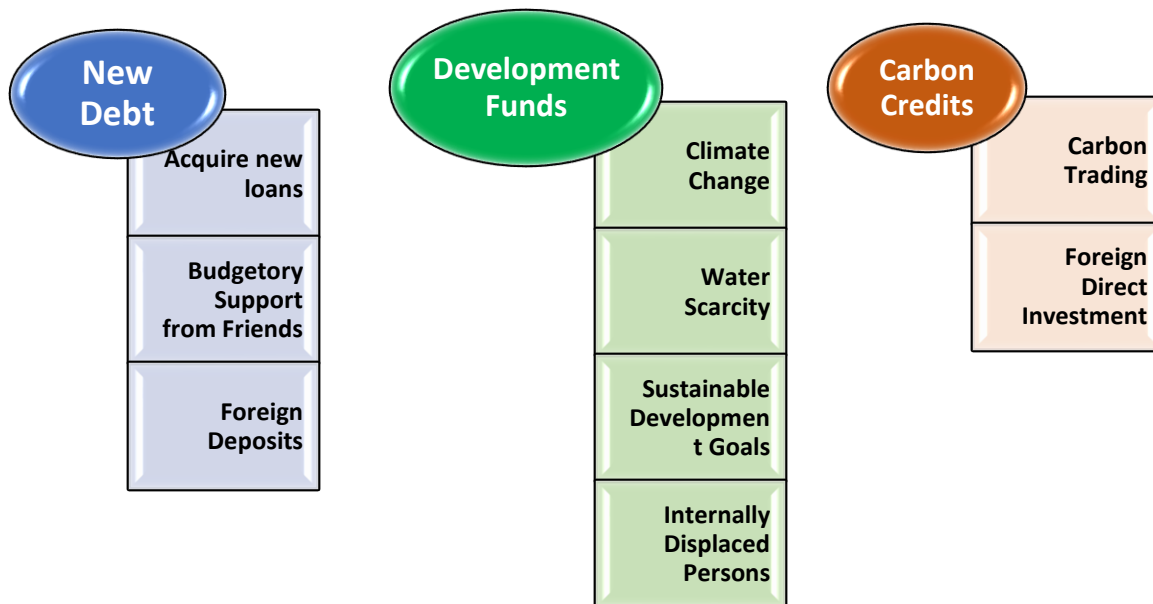 New
Debt
Acquire new
loans
Budgetory
Support
from Friends
Foreign
Deposits
Development
Funds
Climate
Change
Water
Scarcity
Sustainable
Developmen
t Goals
Internally
Displaced
Persons
Carbon
Credits
Carbon
Trading
Foreign
Direct
Investment